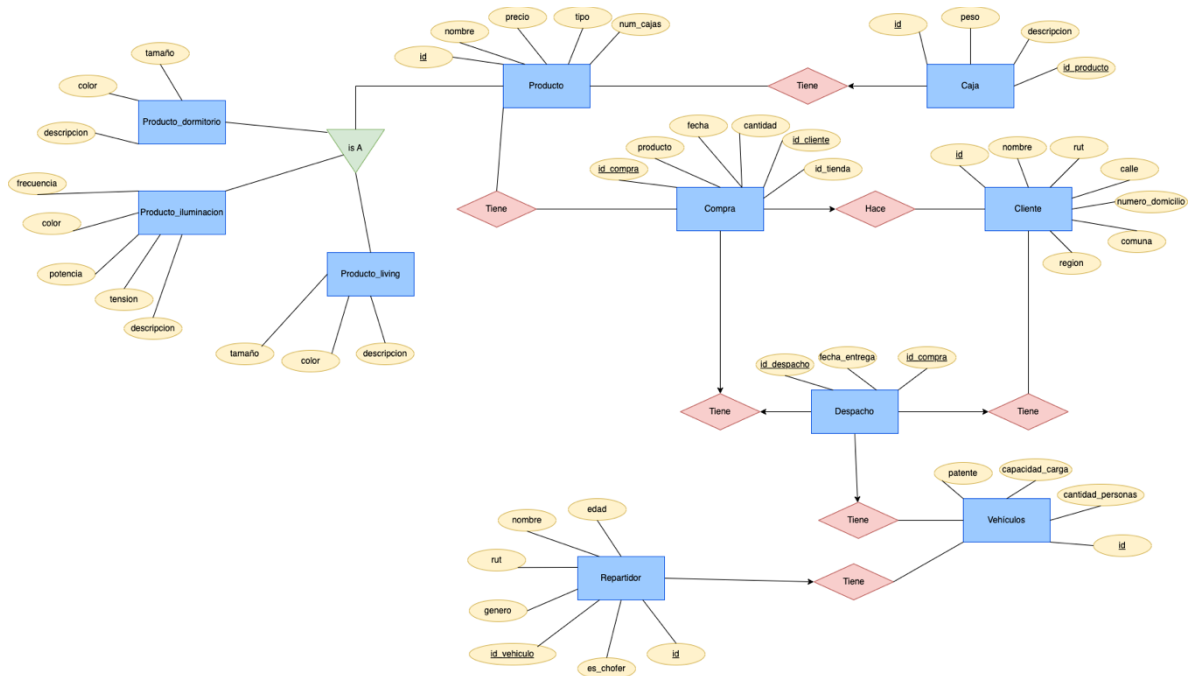 precio
tipo
num_cajas
nombre
id
Producto
id
peso
descripcion
id_producto
Caja
Tiene
tamaño
color
descripcion
Producto_dormitorio
is A
frecuencia
color
potencia
tension
descripcion
Producto_iluminacion
Producto_living
tamaño
color
descripcion
Tiene
fecha
cantidad
producto
id_cliente
id_compra
id_tienda
Compra
Hace
id
nombre
rut
calle
numero_domicilio
comuna
region
Cliente
id_despacho
fecha_entrega
id_compra
Tiene
Despacho
Tiene
patente
capacidad_carga
cantidad_personas
id
Vehículos
Tiene
Tiene
edad
nombre
rut
genero
id_vehiculo
es_chofer
id
Repartidor